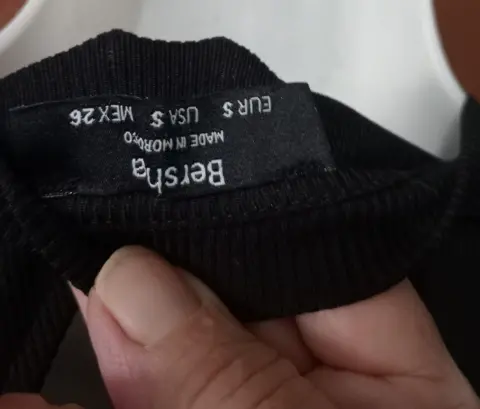 Bersha
MADE IN MOROCCO
EUR S USA S MEX 26